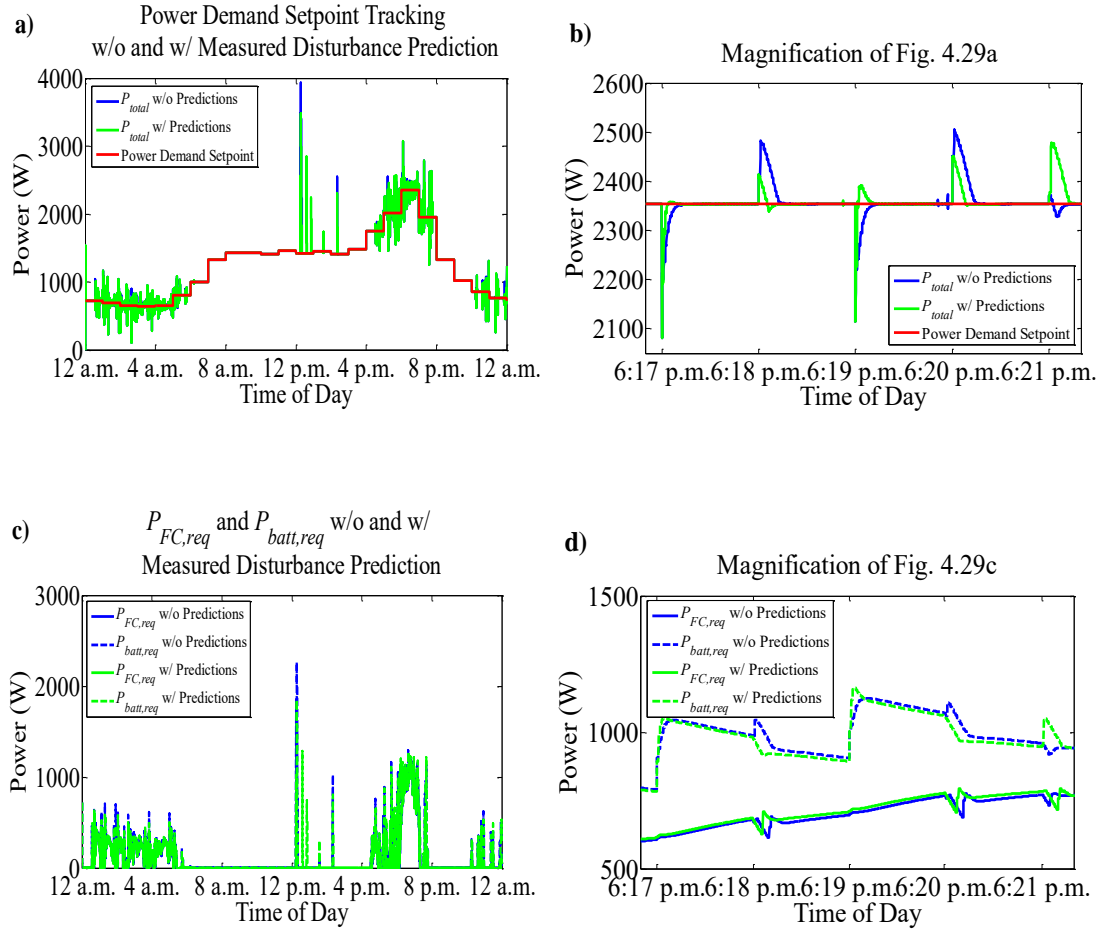 a)
Power Demand Setpoint Tracking
w/o and w/ Measured Disturbance Prediction
4000
3000
2000
1000
0
Power (W)
P_total w/o Predictions
P_total w/ Predictions
Power Demand Setpoint
12 a.m. 4 a.m. 8 a.m. 12 p.m. 4 p.m. 8 p.m. 12 a.m.
Time of Day
b)
Magnification of Fig. 4.29a
2600
2500
2400
2300
2200
2100
Power (W)
P_total w/o Predictions
P_total w/ Predictions
Power Demand Setpoint
6:17 p.m. 6:18 p.m. 6:19 p.m. 6:20 p.m. 6:21 p.m.
Time of Day
c)
P_FC,req and P_batt,req w/o and w/
Measured Disturbance Prediction
3000
2000
1000
0
Power (W)
P_FC,req w/o Predictions
P_batt,req w/o Predictions
P_FC,req w/ Predictions
P_batt,req w/ Predictions
12 a.m. 4 a.m. 8 a.m. 12 p.m. 4 p.m. 8 p.m. 12 a.m.
Time of Day
d)
Magnification of Fig. 4.29c
1500
1000
500
Power (W)
P_FC,req w/o Predictions
P_batt,req w/o Predictions
P_FC,req w/ Predictions
P_batt,req w/ Predictions
6:17 p.m. 6:18 p.m. 6:19 p.m. 6:20 p.m. 6:21 p.m.
Time of Day